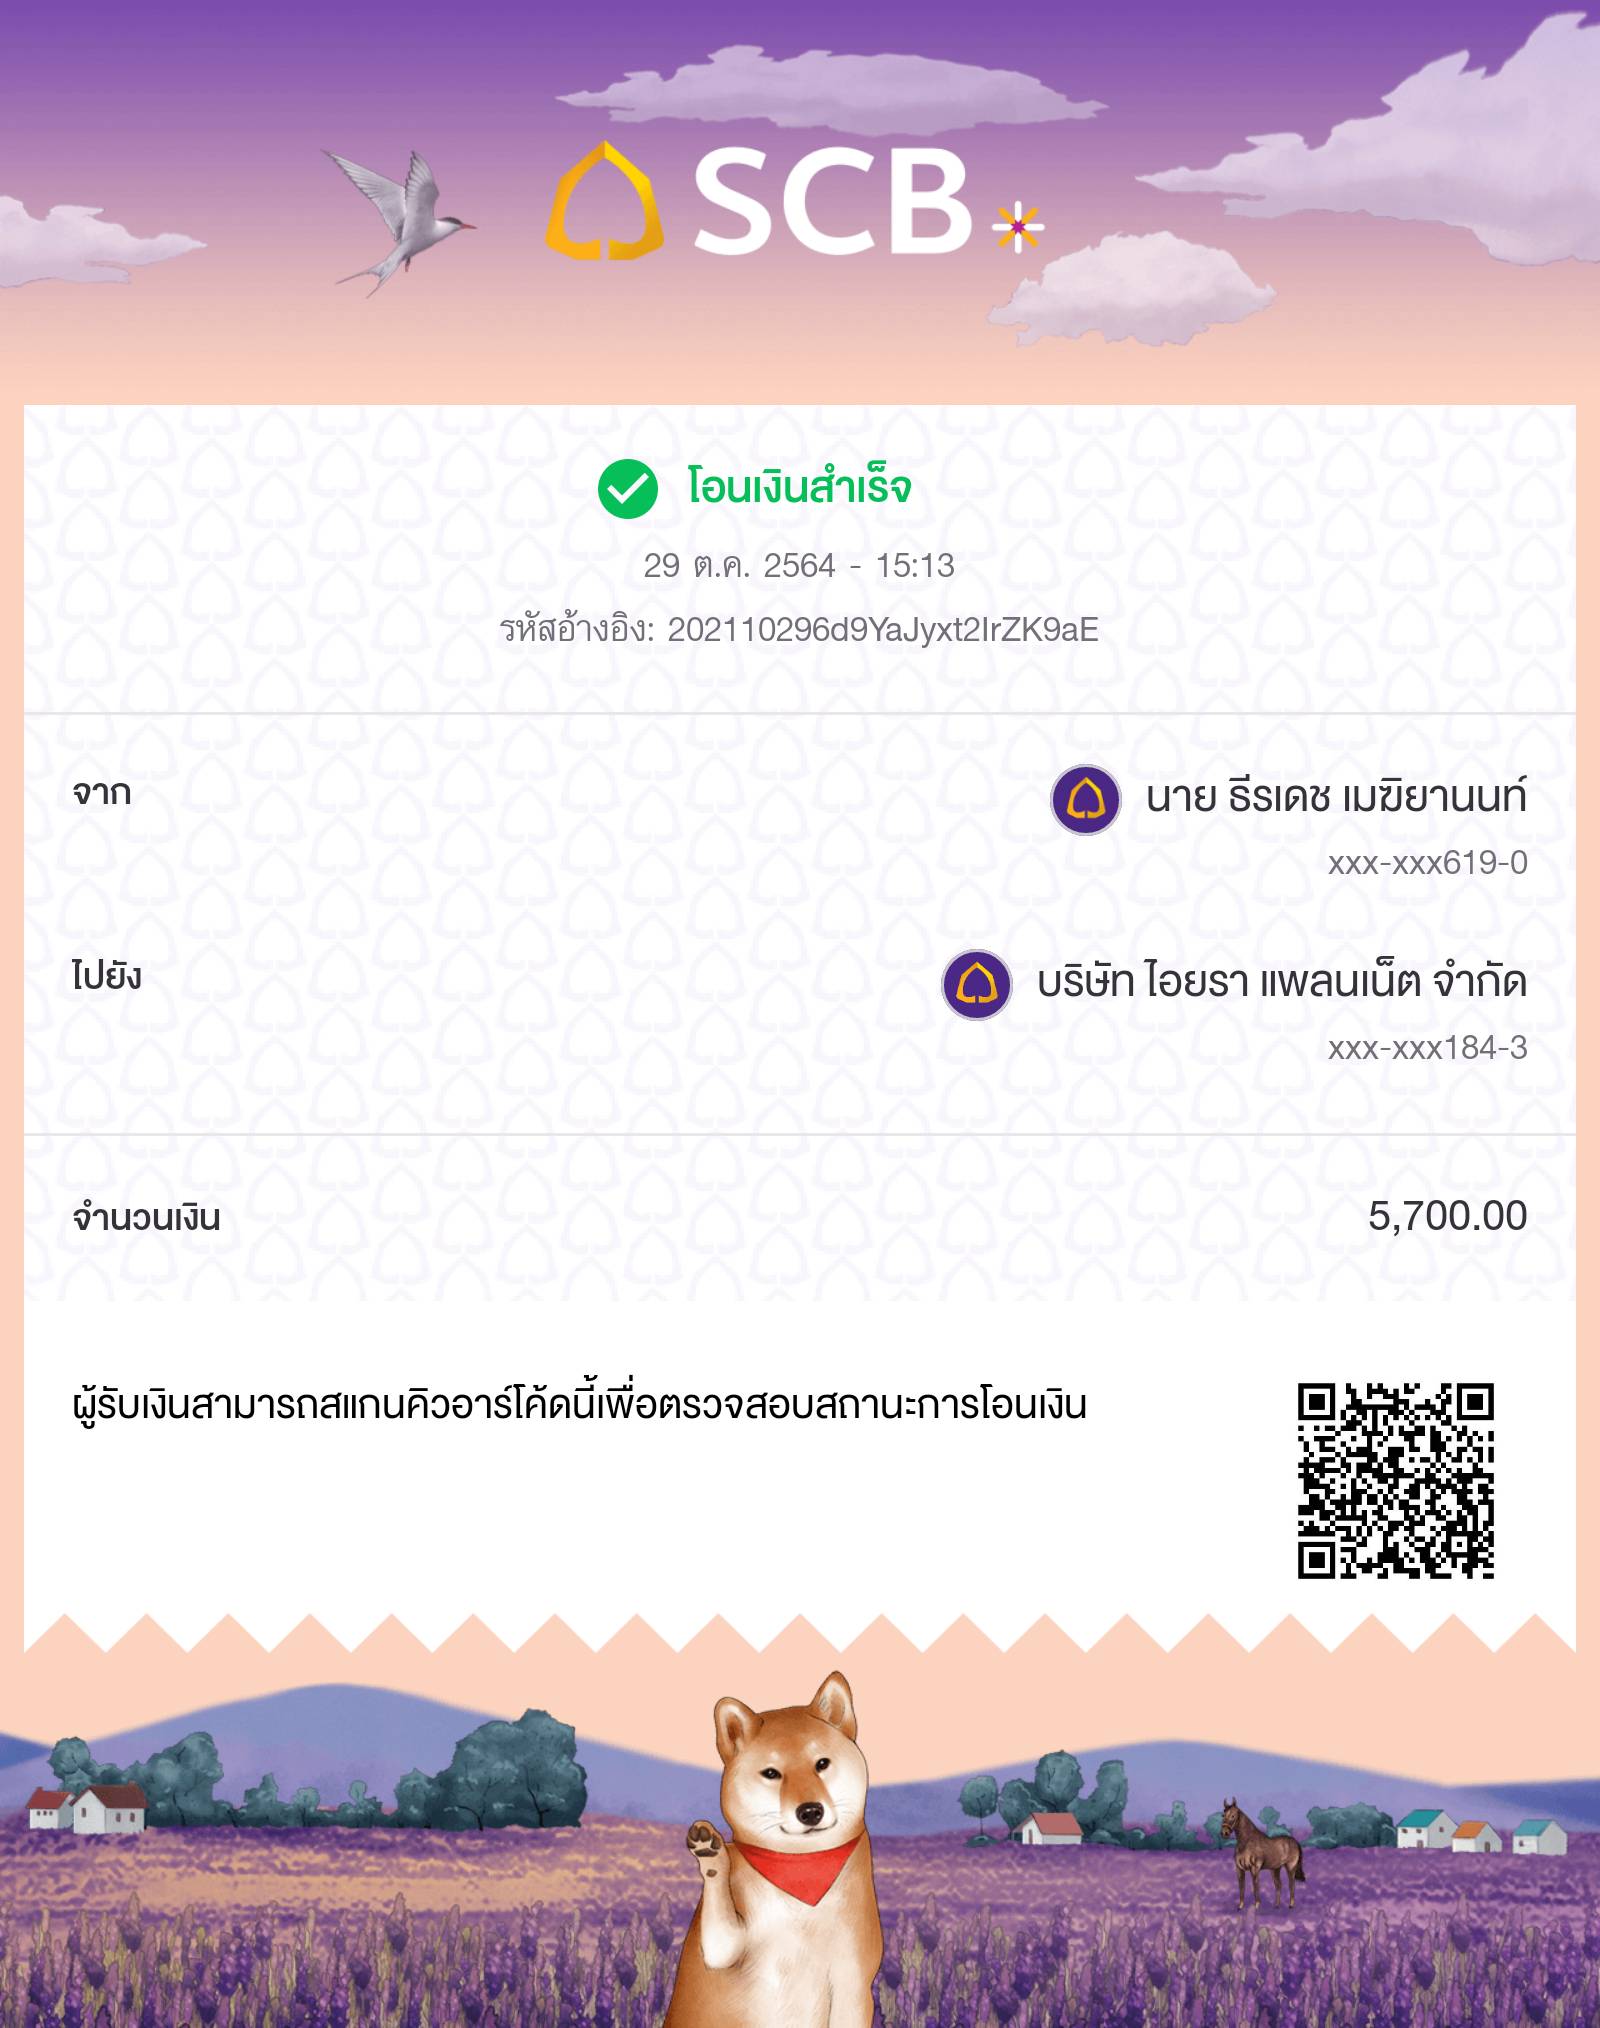 SCB
โอนเงินสำเร็จ
29 ต.ค. 2564 - 15:13
รหัสอ้างอิง: 202110296d9YaJyxt2IrZK9aE
จาก
นาย ธีรเดช เมฆิยานนท์
xxx-xxx619-0
ไปยัง
บริษัท ไอยรา แพลนเน็ต จำกัด
xxx-xxx184-3
จำนวนเงิน
5,700.00
ผู้รับเงินสามารถสแกนคิวอาร์โค้ดนี้เพื่อตรวจสอบสถานะการโอนเงิน